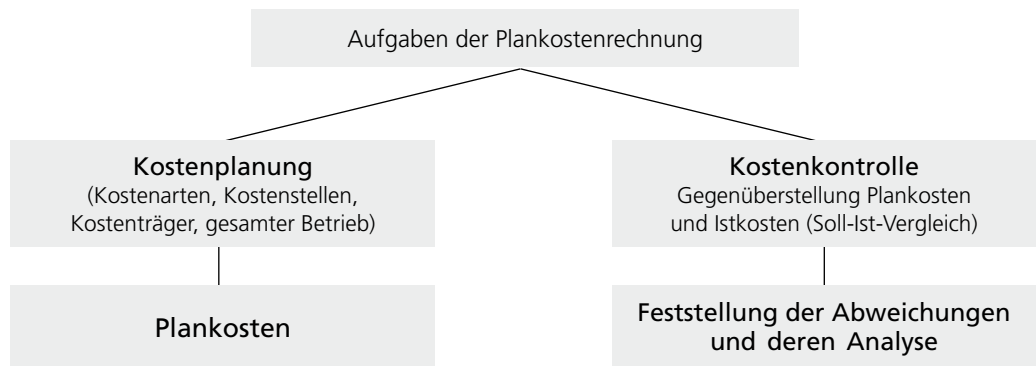 Aufgaben der Plankostenrechnung
Kostenplanung
(Kostenarten, Kostenstellen,
Kostenträger, gesamter Betrieb)
Plankosten
Kostenkontrolle
Gegenüberstellung Plankosten
und Istkosten (Soll-Ist-Vergleich)
Feststellung der Abweichungen
und deren Analyse